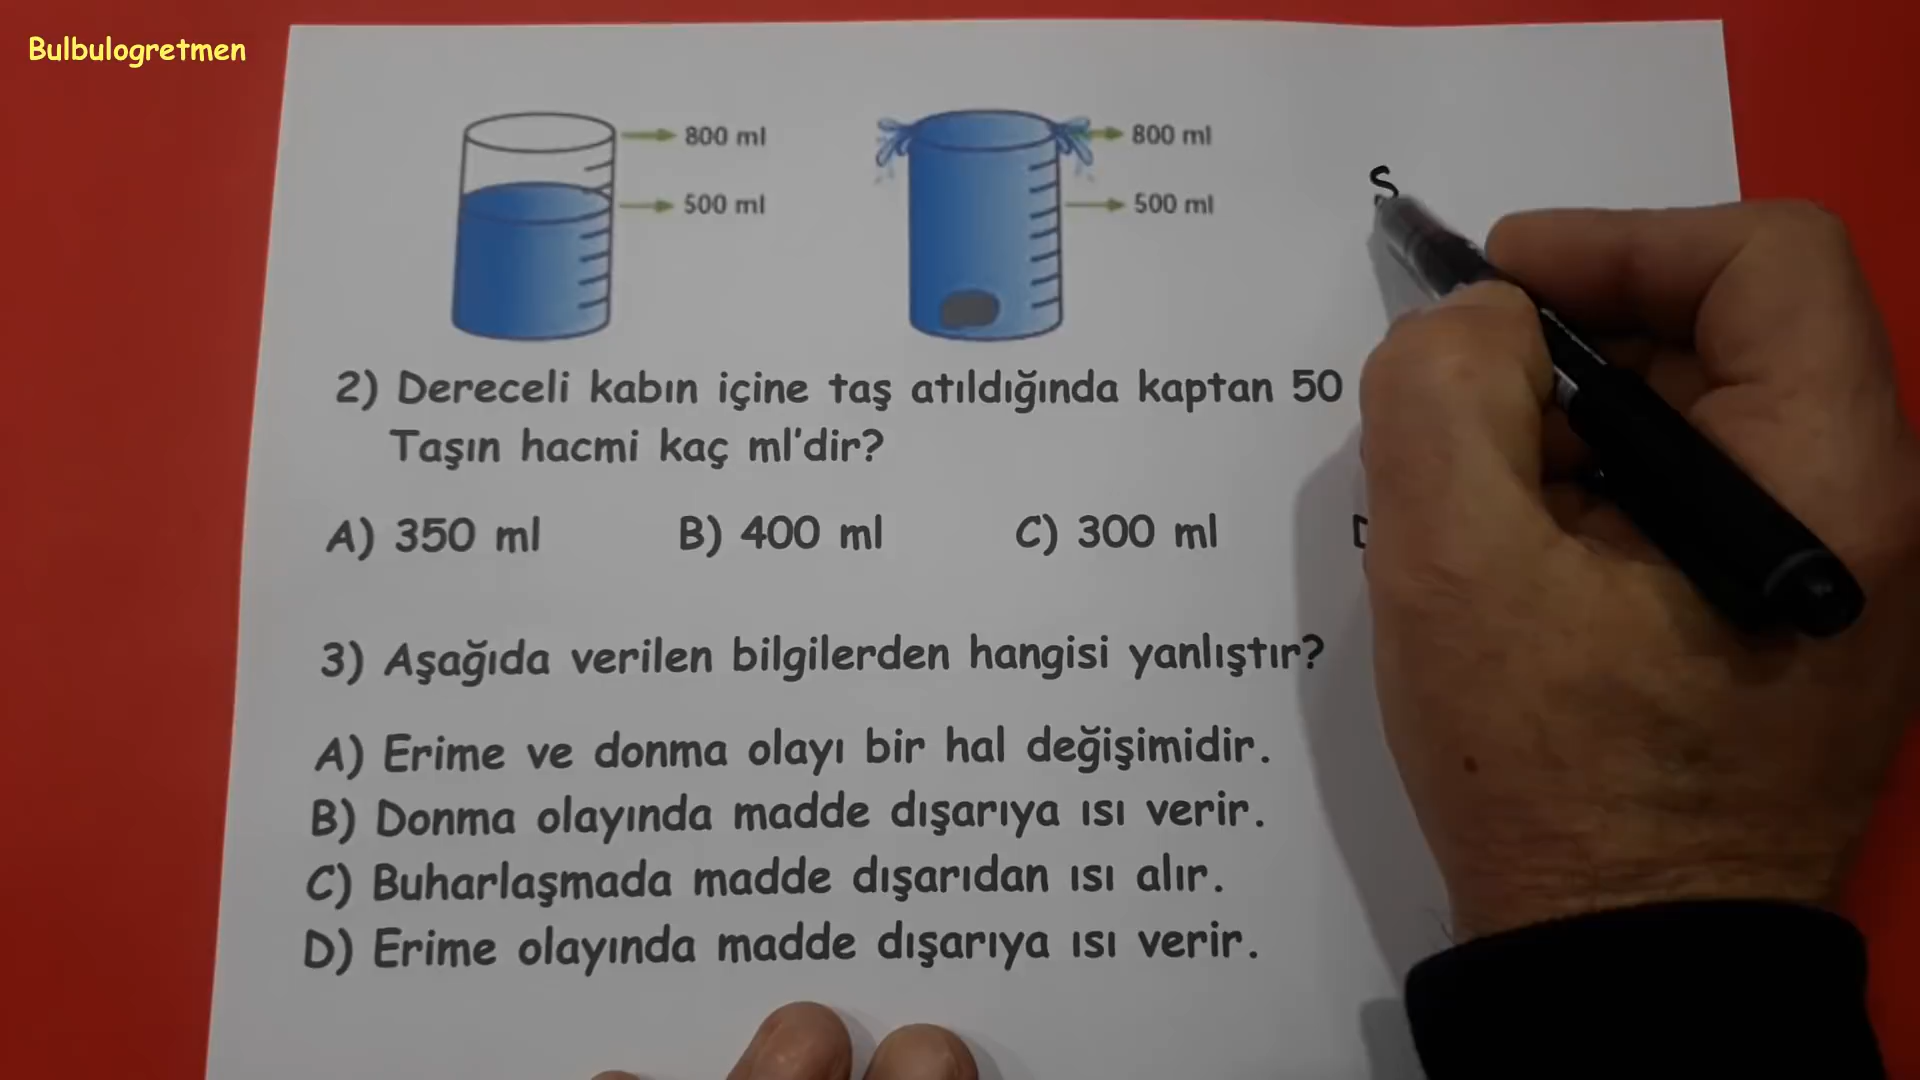 Bulbulogretmen
800 ml
500 ml
800 ml
500 ml
S
2) Dereceli kabın içine taş atıldığında kaptan 50
Taşın hacmi kaç ml'dir?
A) 350 ml B) 400 ml C) 300 ml
3) Aşağıda verilen bilgilerden hangisi yanlıştır?
A) Erime ve donma olayı bir hal değişimidir.
B) Donma olayında madde dışarıya ısı verir.
C) Buharlaşmada madde dışarıdan ısı alır.
D) Erime olayında madde dışarıya ısı verir.